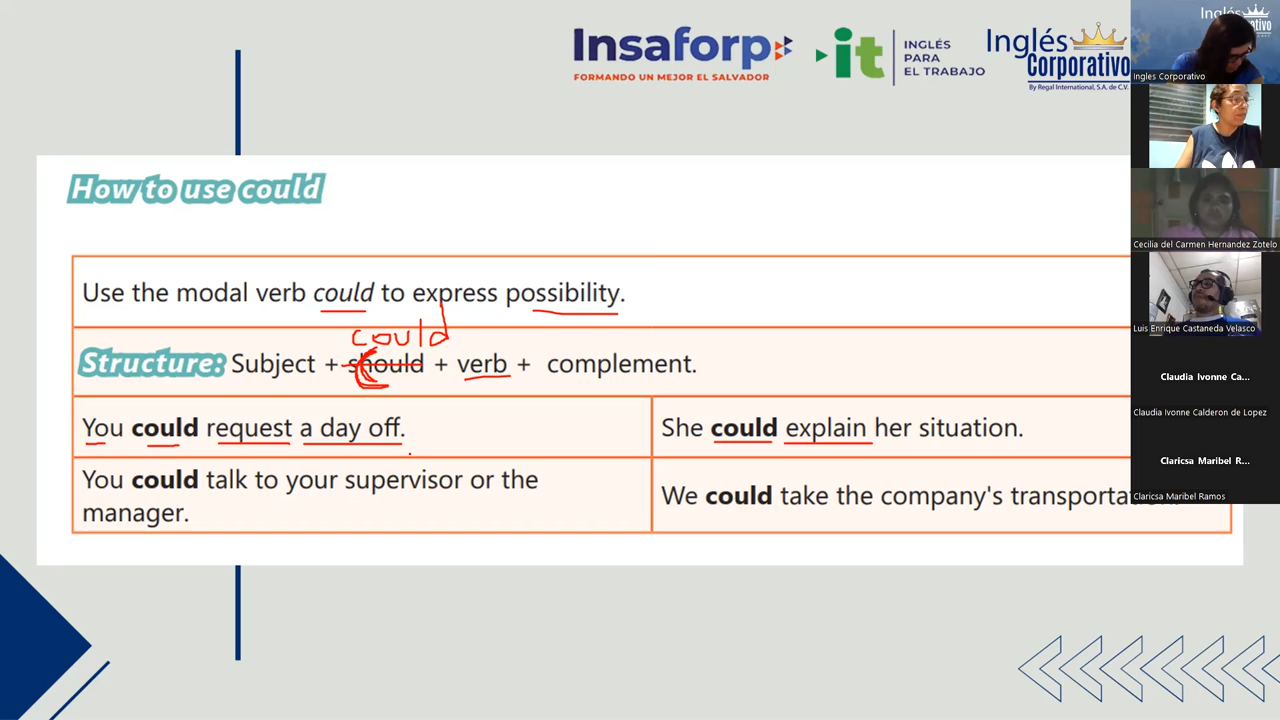 Insaforp
FORMANDO UN MEJOR EL SALVADOR
it
INGLÉS
PARA
EL TRABAJO
Inglés
Corporativo
By Regal International, S.A. de C.V.
Inglés
Ingles Corporativo
How to use could
Use the modal verb could to express possibility.
could
Structure: Subject + should + verb + complement.
You could request a day off.
She could explain her situation.
You could talk to your supervisor or the
manager.
We could take the company's
Cecilia del Carmen Hernandez Zotelo
Luis Enrique Castaneda Velasco
Claudia Ivonne Ca...
Claudia Ivonne Calderon de Lopez
Claricsa Maribel R...
Claricsa Maribel Ramos